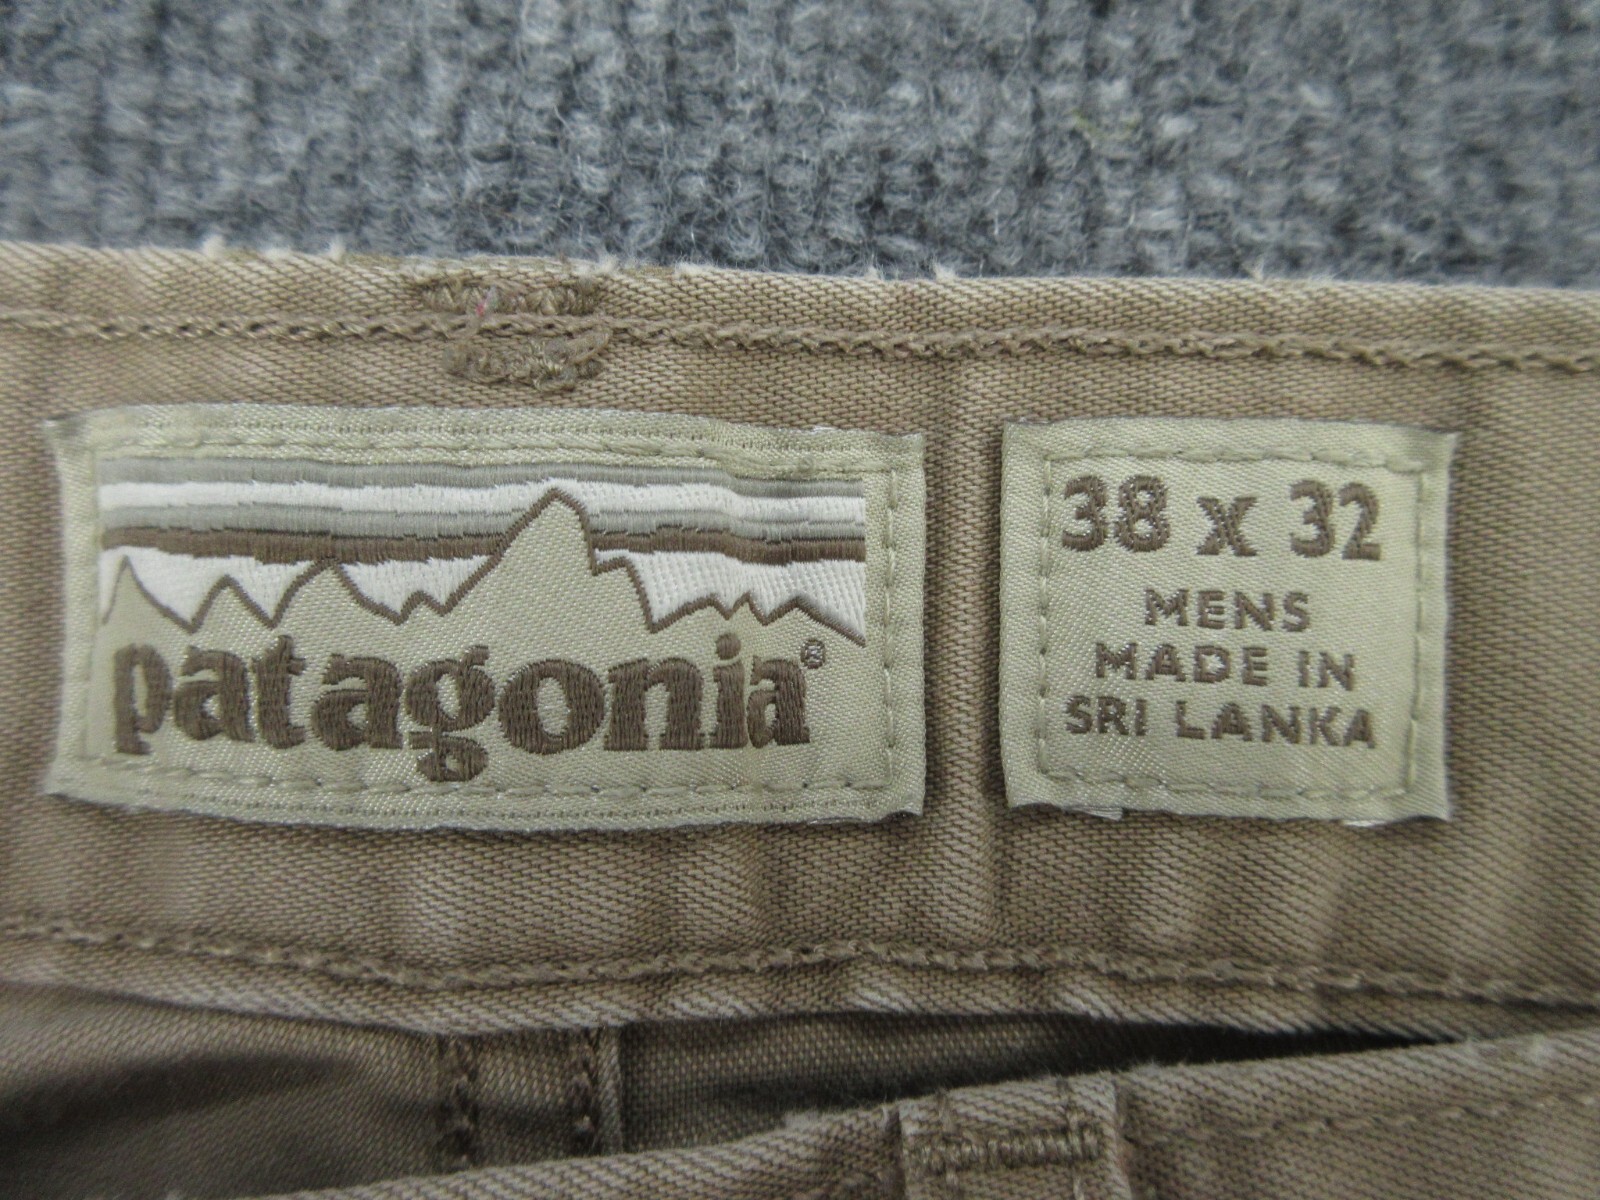 patagonia®
38 x 32
MENS
MADE IN
SRI LANKA